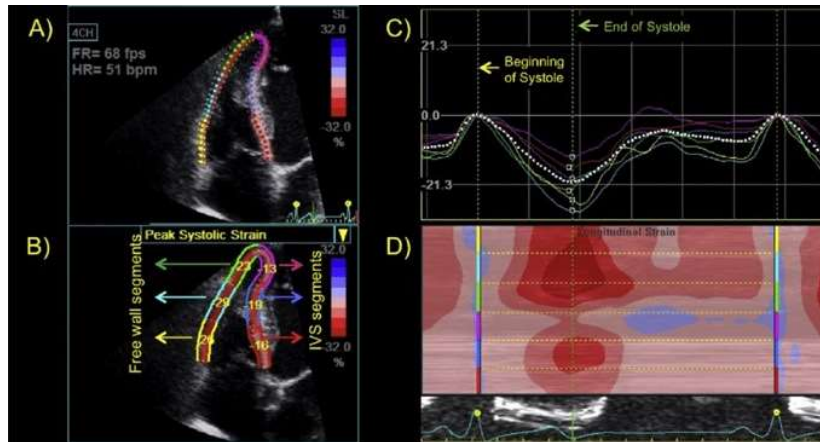 A)
4CH
FR= 68 fps
HR= 51 bpm
SL
32.0
-32.0
%
B)
Peak Systolic Strain
Free wall segments
IVS segments
-23
-13
-29
-19
-16
32.0
%
C)
21.3
0.0
-21.3
End of Systole
Beginning
of Systole
D)
Longitudinal Strain